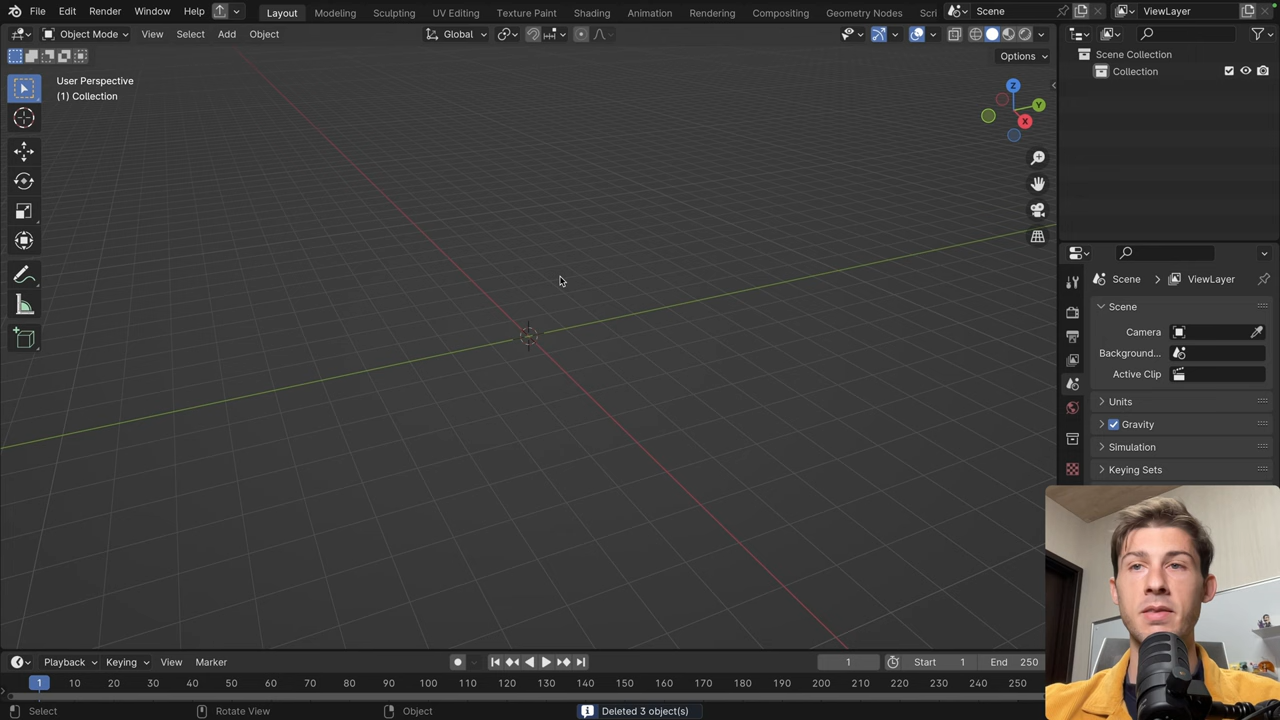 File Edit Render Window Help Layout Modeling Sculpting UV Editing Texture Paint Shading Animation Rendering Compositing Geometry Nodes Scri Scene ViewLayer
Object Mode View Select Add Object Global
Options
User Perspective
(1) Collection
Z
Y
X
Scene Collection
Collection
Scene > ViewLayer
Scene
Camera
Background...
Active Clip
Units
Gravity
Simulation
Keying Sets
Playback Keying View Marker 1 Start 1 End 250
1 10 20 30 40 50 60 70 80 90 100 110 120 130 140 150 160 170 180 190 200 210 220 230 240 250
Select Rotate View Object Deleted 3 object(s)